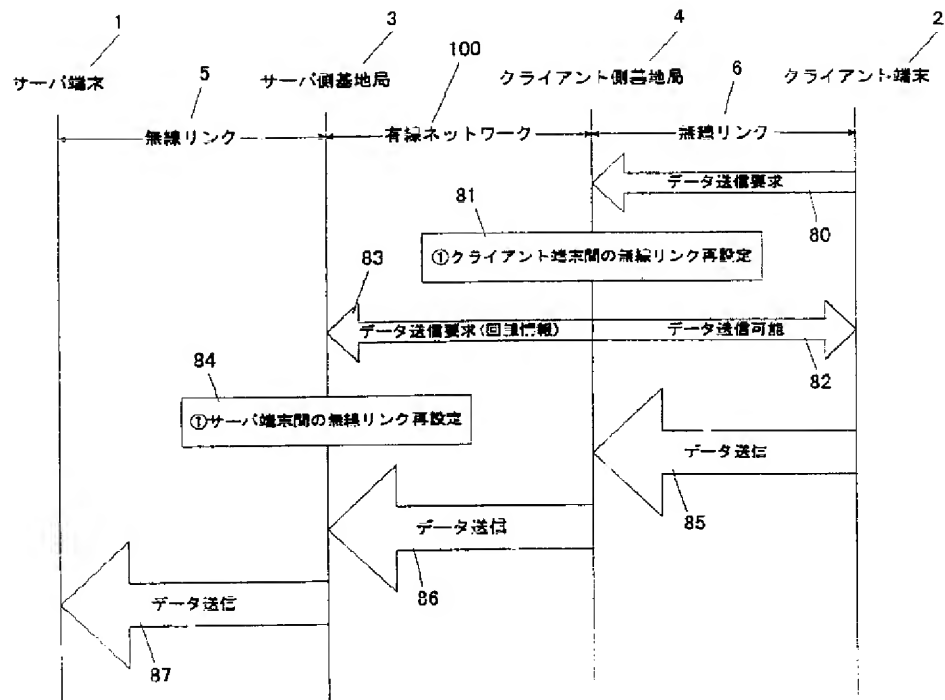 1
3
4
2
サーバ端末
5
サーバ側基地局
100
クライアント側基地局
6
クライアント端末
無線リンク
有線ネットワーク
無線リンク
データ送信要求
80
81
①クライアント端末間の無線リンク再設定
83
データ送信要求(回線情報)
データ送信可能
82
84
①サーバ端末間の無線リンク再設定
データ送信
85
データ送信
86
データ送信
87